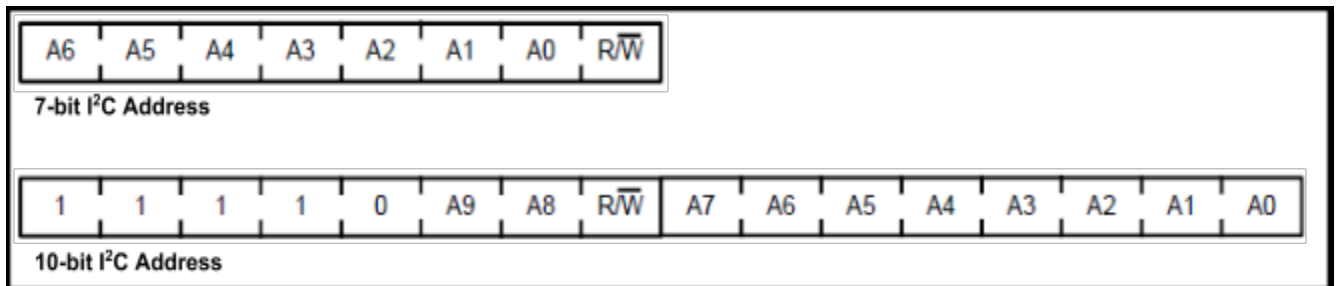 A6 A5 A4 A3 A2 A1 A0 R/W̅
7-bit I²C Address
1 1 1 1 0 A9 A8 R/W̅ A7 A6 A5 A4 A3 A2 A1 A0
10-bit I²C Address